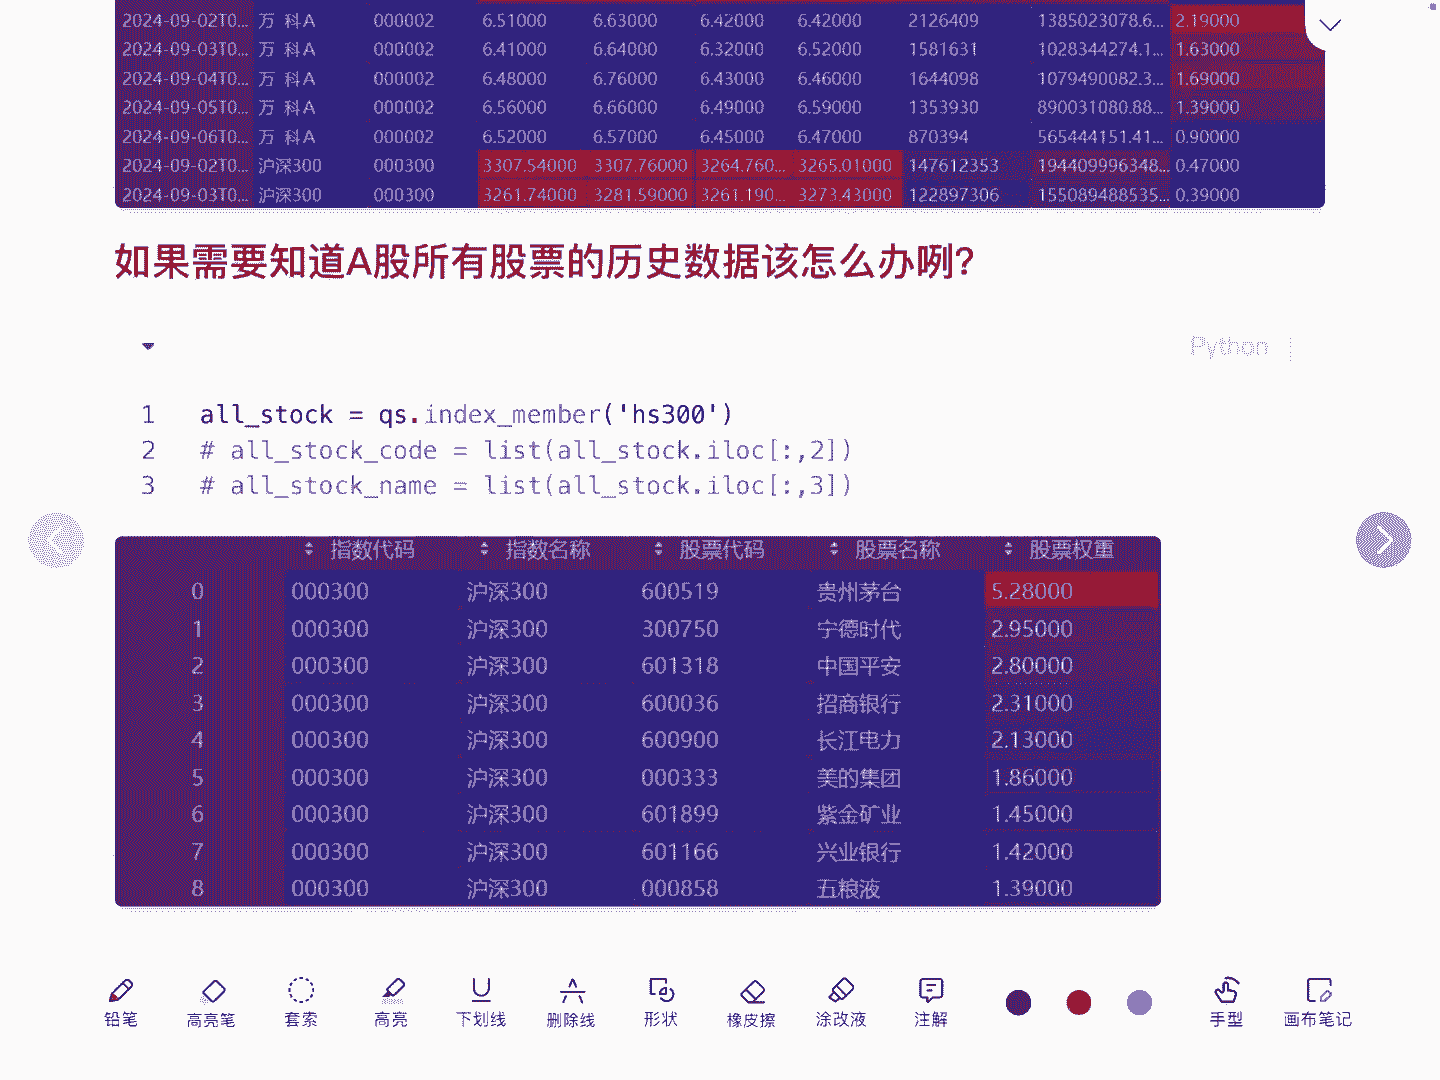 2024-09-02T0... 万 科A 000002 6.51000 6.63000 6.42000 6.42000 2126409 1385023078.6... 2.19000
2024-09-03T0... 万 科A 000002 6.41000 6.64000 6.32000 6.52000 1581631 1028344274.1... 1.63000
2024-09-04T0... 万 科A 000002 6.48000 6.76000 6.43000 6.46000 1644098 1079490082.3... 1.69000
2024-09-05T0... 万 科A 000002 6.56000 6.66000 6.49000 6.59000 1353930 890031080.88... 1.39000
2024-09-06T0... 万 科A 000002 6.52000 6.57000 6.45000 6.47000 870394 565444151.41... 0.90000
2024-09-02T0... 沪深300 000300 3307.54000 3307.76000 3264.760... 3265.01000 147612353 194409996348... 0.47000
2024-09-03T0... 沪深300 000300 3261.74000 3281.59000 3261.190... 3273.43000 122897306 155089488535... 0.39000
如果需要知道A股所有股票的历史数据该怎么办咧?
Python
1 all_stock = qs.index_member('hs300')
2 # all_stock_code = list(all_stock.iloc[:,2])
3 # all_stock_name = list(all_stock.iloc[:,3])
指数代码 指数名称 股票代码 股票名称 股票权重
0 000300 沪深300 600519 贵州茅台 5.28000
1 000300 沪深300 300750 宁德时代 2.95000
2 000300 沪深300 601318 中国平安 2.80000
3 000300 沪深300 600036 招商银行 2.31000
4 000300 沪深300 600900 长江电力 2.13000
5 000300 沪深300 000333 美的集团 1.86000
6 000300 沪深300 601899 紫金矿业 1.45000
7 000300 沪深300 601166 兴业银行 1.42000
8 000300 沪深300 000858 五粮液 1.39000
铅笔 高亮笔 套索 高亮 下划线 删除线 形状 橡皮擦 涂改液 注解 手型 画布笔记